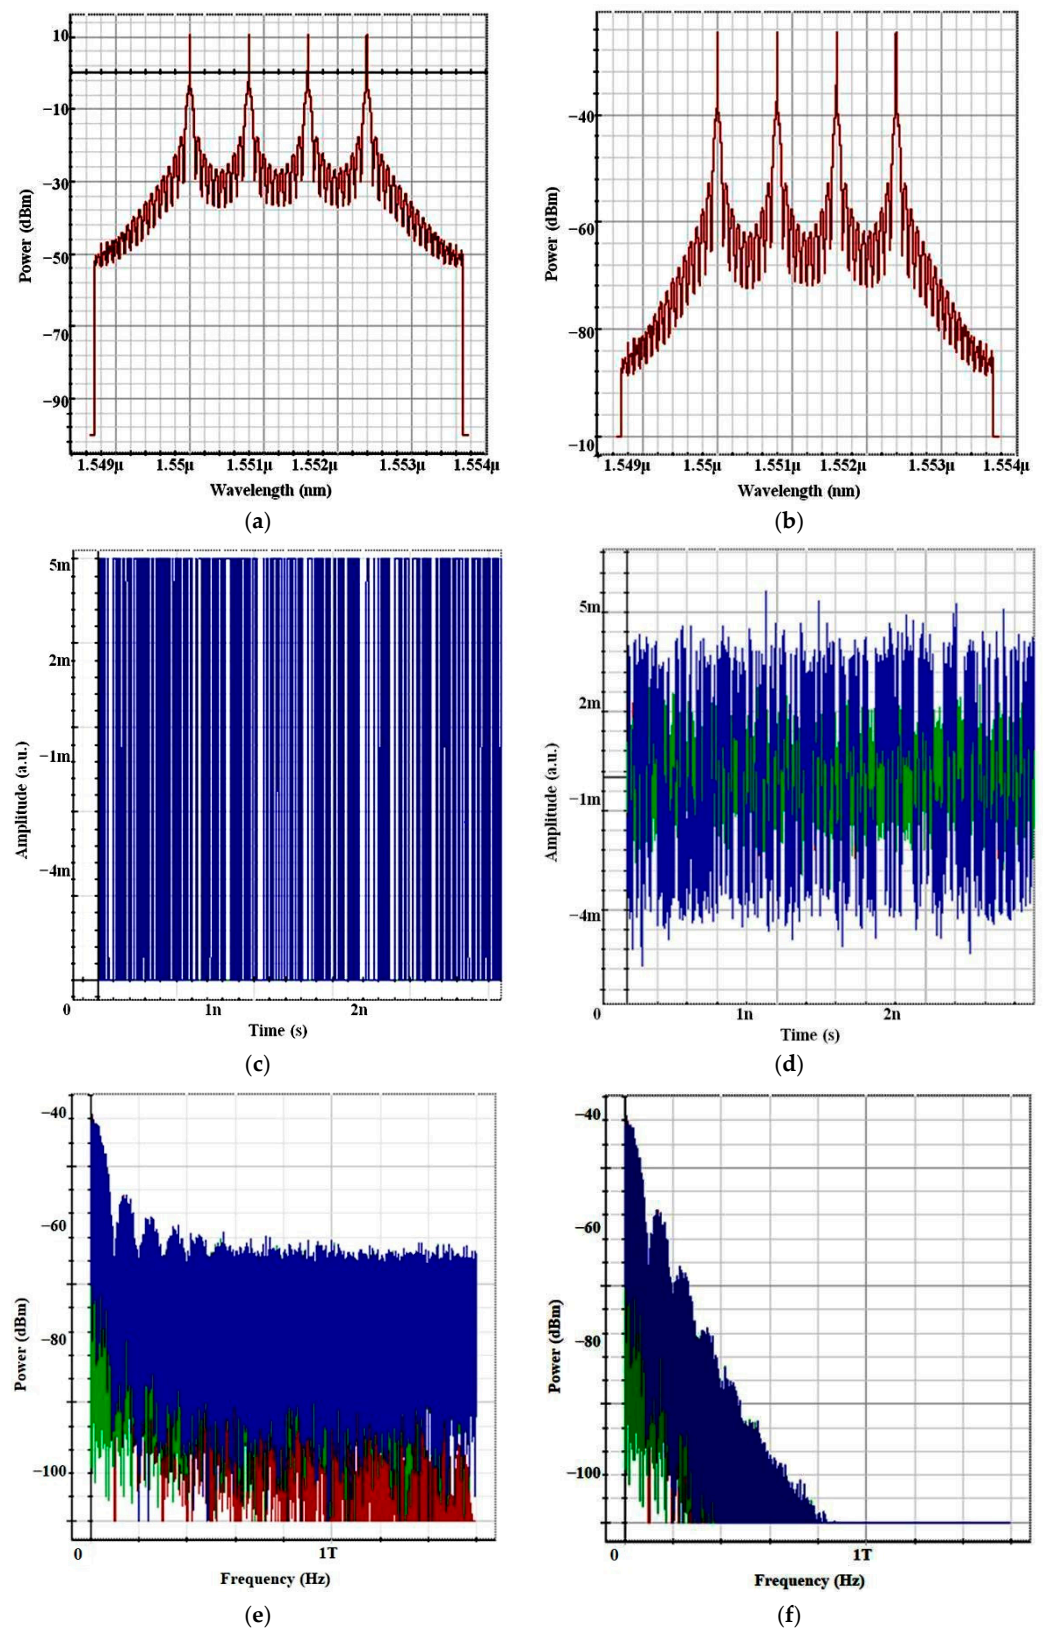 10
−10
−30
−50
−70
−90
Power (dBm)
1.549μ 1.55μ 1.551μ 1.552μ 1.553μ 1.554μ
Wavelength (nm)
(a)
−40
−60
−80
−10
Power (dBm)
1.549μ 1.55μ 1.551μ 1.552μ 1.553μ 1.554μ
Wavelength (nm)
(b)
5m
2m
−1m
−4m
Amplitude (a.u.)
0 1n 2n
Time (s)
(c)
5m
2m
−1m
−4m
Amplitude (a.u.)
0 1n 2n
Time (s)
(d)
−40
−60
−80
−100
Power (dBm)
0 1T
Frequency (Hz)
(e)
−40
−60
−80
−100
Power (dBm)
0 1T
Frequency (Hz)
(f)